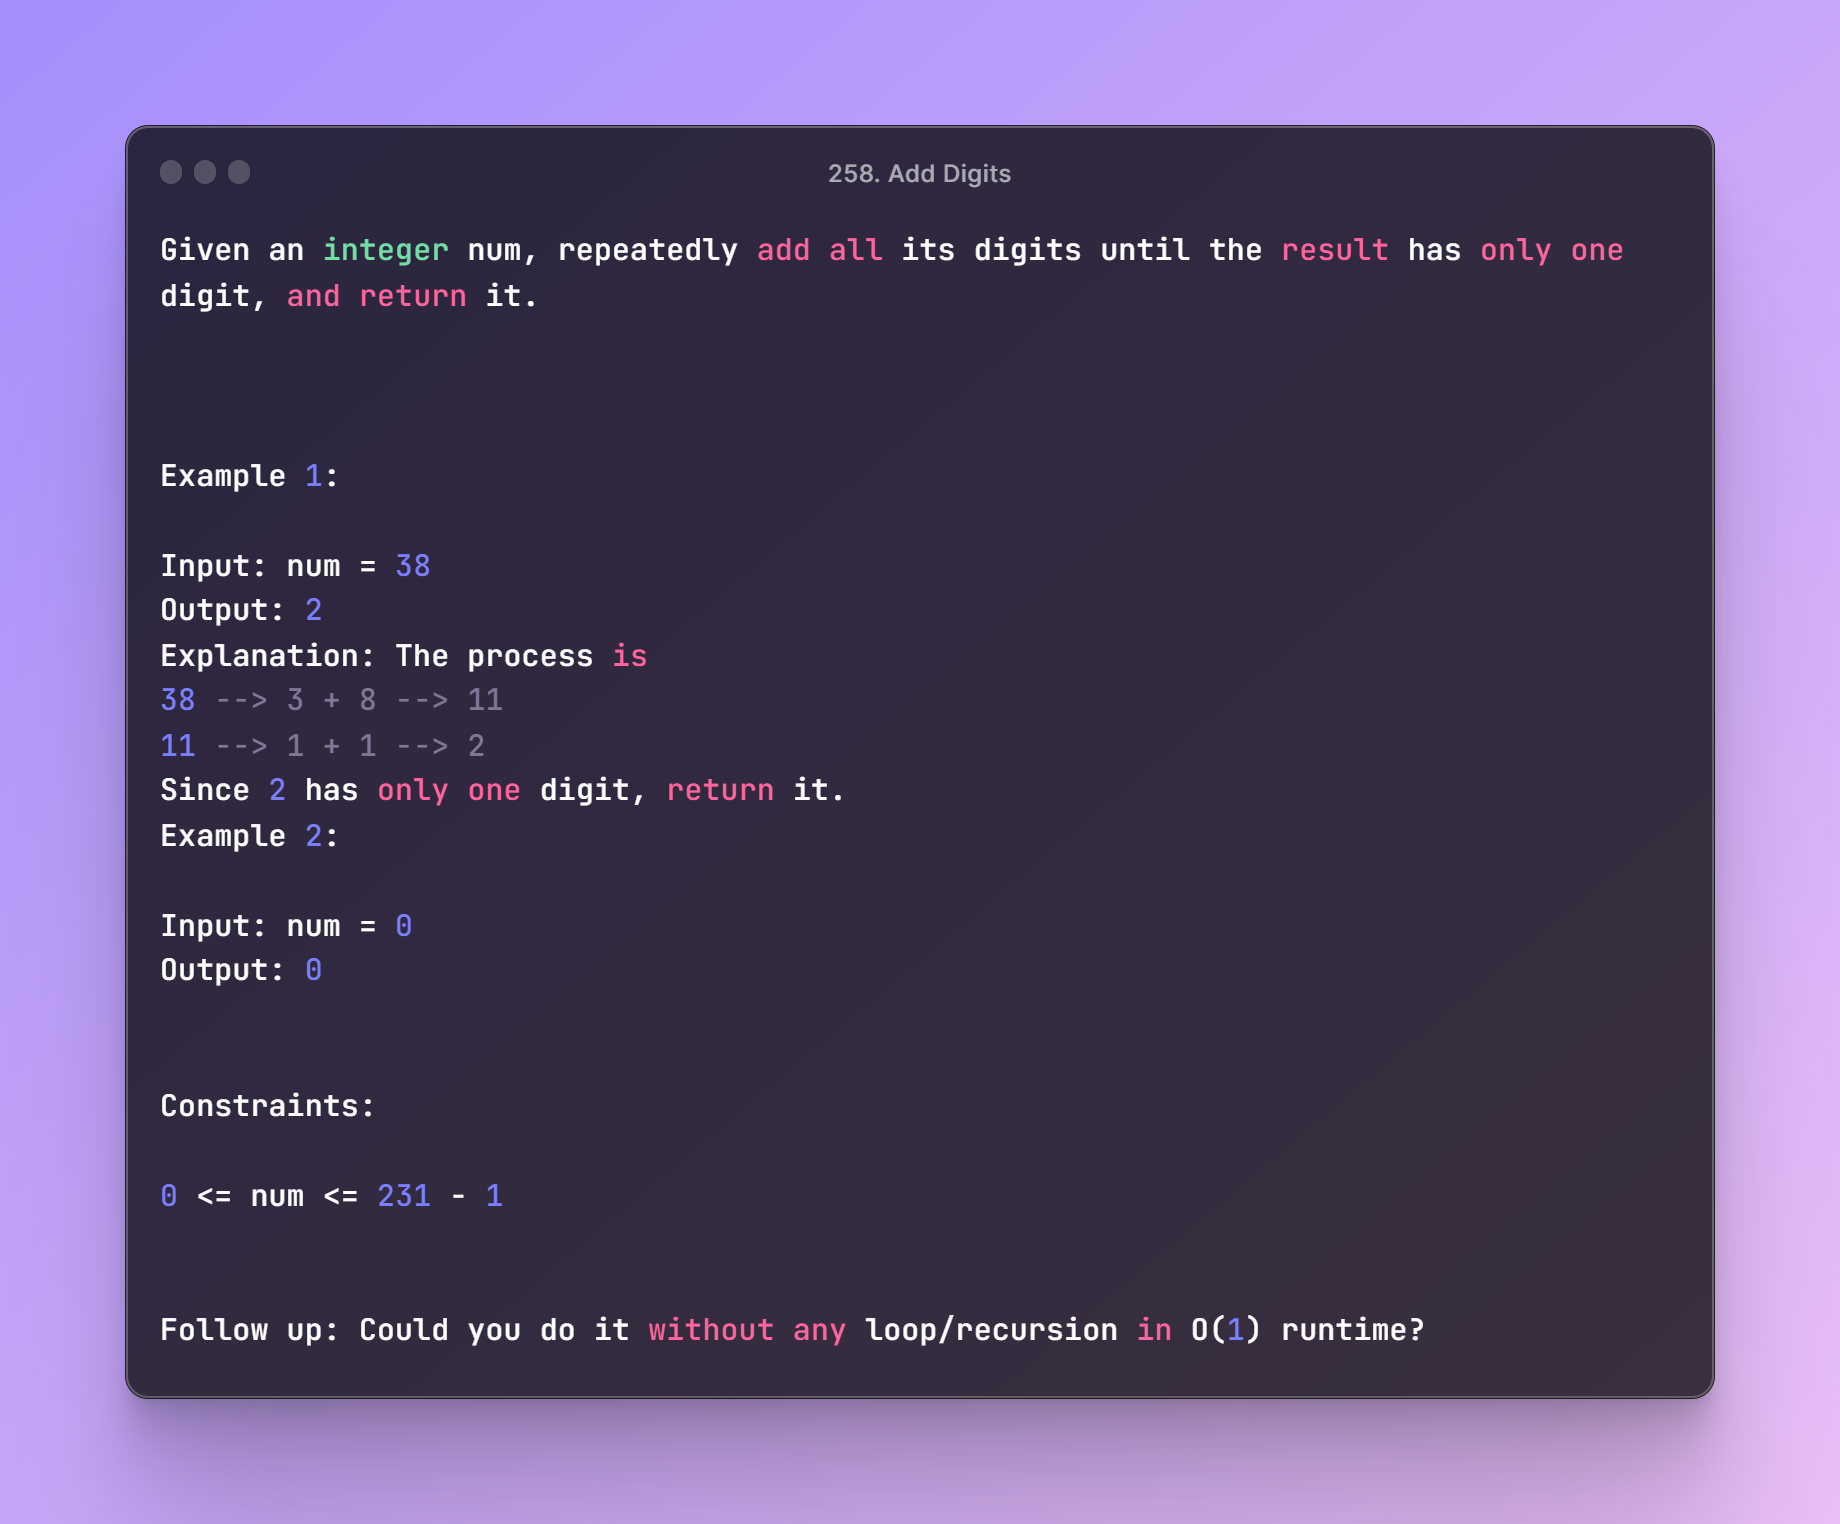 258. Add Digits
Given an integer num, repeatedly add all its digits until the result has only one
digit, and return it.
Example 1:
Input: num = 38
Output: 2
Explanation: The process is
38 --> 3 + 8 --> 11
11 --> 1 + 1 --> 2
Since 2 has only one digit, return it.
Example 2:
Input: num = 0
Output: 0
Constraints:
0 <= num <= 231 - 1
Follow up: Could you do it without any loop/recursion in O(1) runtime?